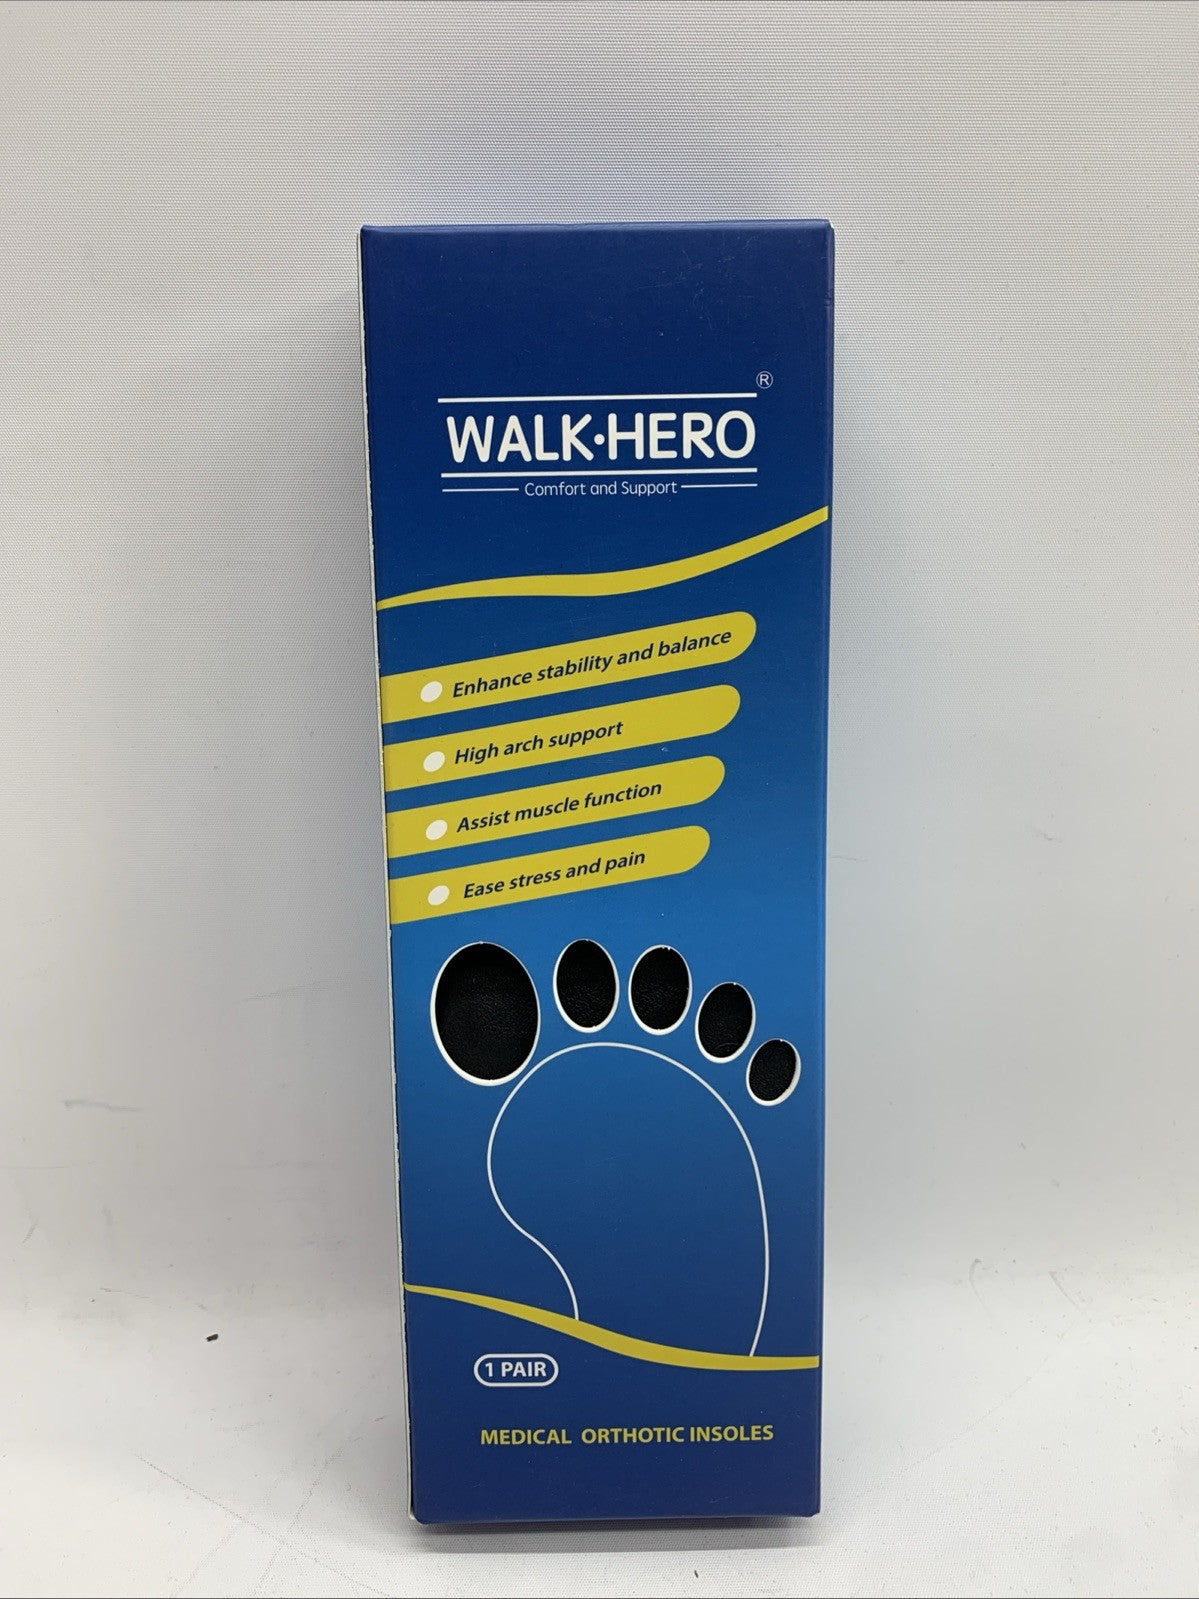 ®
WALK·HERO
Comfort and Support
Enhance stability and balance
High arch support
Assist muscle function
Ease stress and pain
1 PAIR
MEDICAL ORTHOTIC INSOLES